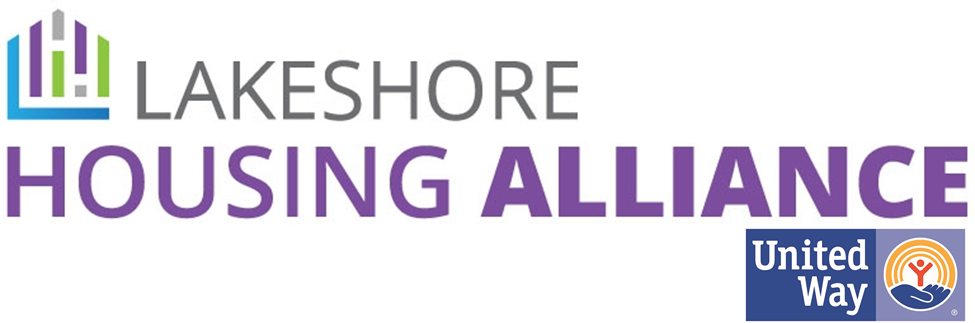 LAKESHORE
HOUSING ALLIANCE
United
Way
®